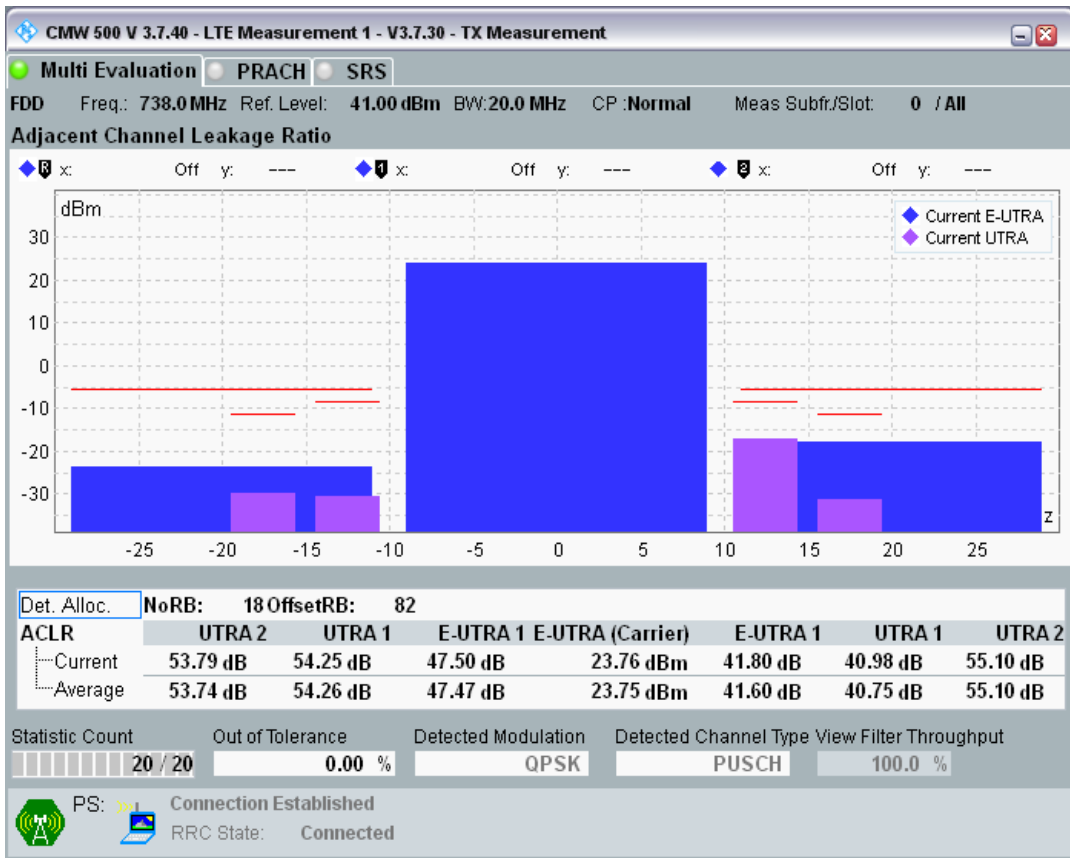 CMW 500 V 3.7.40 - LTE Measurement 1 - V3.7.30 - TX Measurement
Multi Evaluation PRACH SRS
FDD Freq.: 738.0 MHz Ref. Level: 41.00 dBm BW:20.0 MHz CP :Normal Meas Subfr./Slot: 0 / All
Adjacent Channel Leakage Ratio
R x: Off y: --- 1 x: Off y: --- 2 x: Off y: ---
dBm
Current E-UTRA
Current UTRA
30
20
10
0
-10
-20
-30
z
-25 -20 -15 -10 -5 0 5 10 15 20 25
Det. Alloc. NoRB: 18 OffsetRB: 82
ACLR UTRA 2 UTRA 1 E-UTRA 1 E-UTRA (Carrier) E-UTRA 1 UTRA 1 UTRA 2
Current 53.79 dB 54.25 dB 47.50 dB 23.76 dBm 41.80 dB 40.98 dB 55.10 dB
Average 53.74 dB 54.26 dB 47.47 dB 23.75 dBm 41.60 dB 40.75 dB 55.10 dB
Statistic Count Out of Tolerance Detected Modulation Detected Channel Type View Filter Throughput
20 / 20 0.00 % QPSK PUSCH 100.0 %
PS: Connection Established
RRC State: Connected